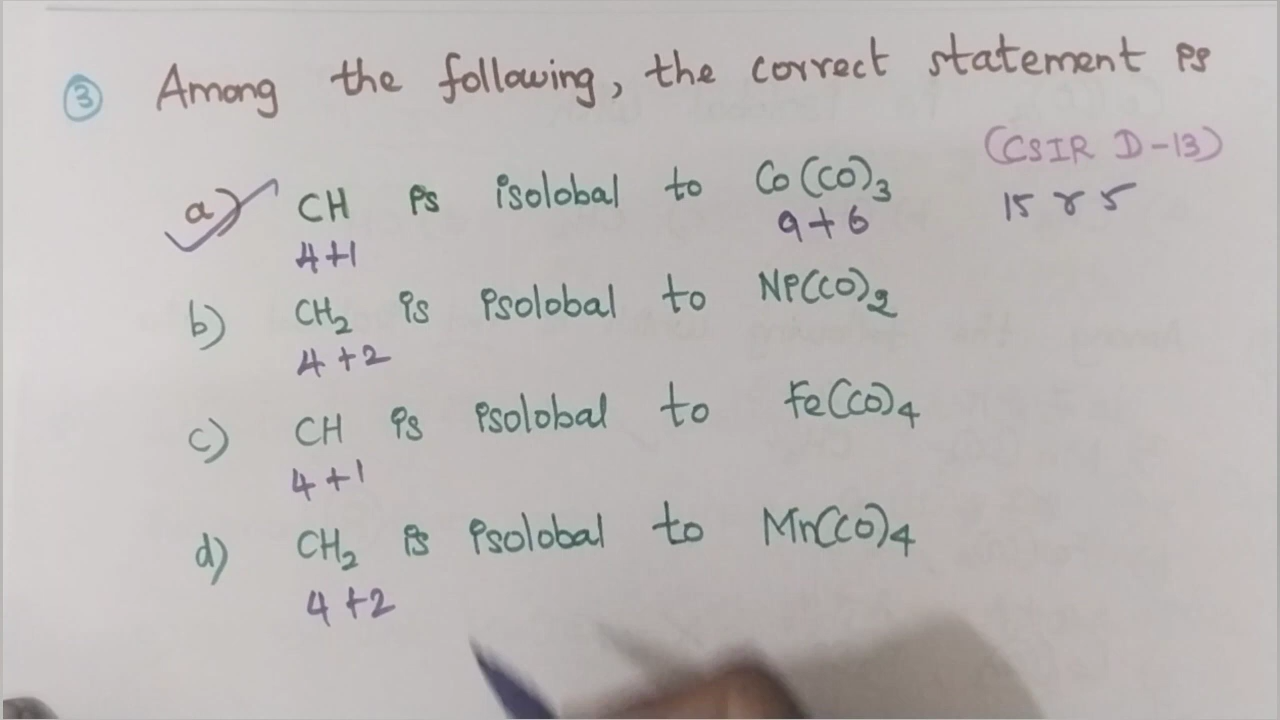 ③ Among the following, the correct statement is
(CSIR D-13)
a) CH is isolobal to Co(CO)3
4+1 9+6 15 r 5
b) CH2 is isolobal to Ni(CO)2
4+2
c) CH is isolobal to Fe(CO)4
4+1
d) CH2 is isolobal to Mn(CO)4
4+2